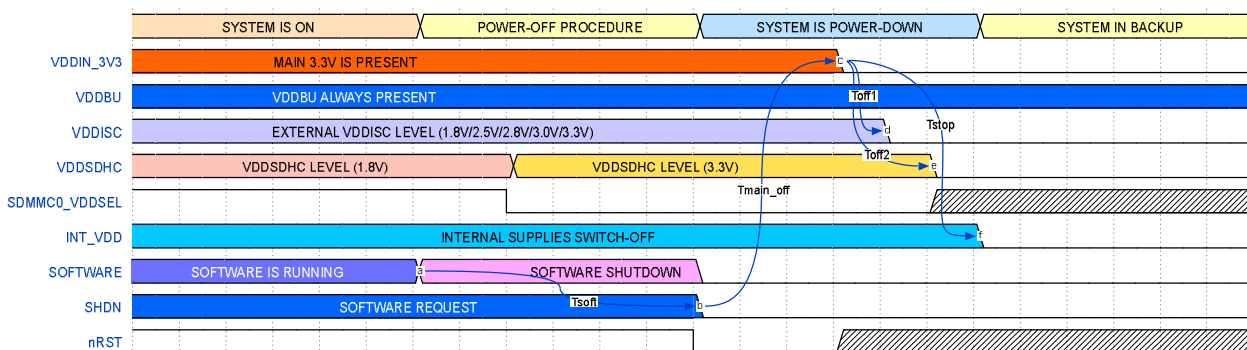 SYSTEM IS ON POWER-OFF PROCEDURE SYSTEM IS POWER-DOWN SYSTEM IN BACKUP
VDDIN_3V3 MAIN 3.3V IS PRESENT c
VDDBU VDDBU ALWAYS PRESENT Toff1
VDDISC EXTERNAL VDDISC LEVEL (1.8V/2.5V/2.8V/3.0V/3.3V) d Tstop
Toff2
VDDSDHC VDDSDHC LEVEL (1.8V) VDDSDHC LEVEL (3.3V) e
Tmain_off
SDMMC0_VDDSEL
INT_VDD INTERNAL SUPPLIES SWITCH-OFF f
SOFTWARE SOFTWARE IS RUNNING a SOFTWARE SHUTDOWN
Tsoft
SHDN SOFTWARE REQUEST b
nRST